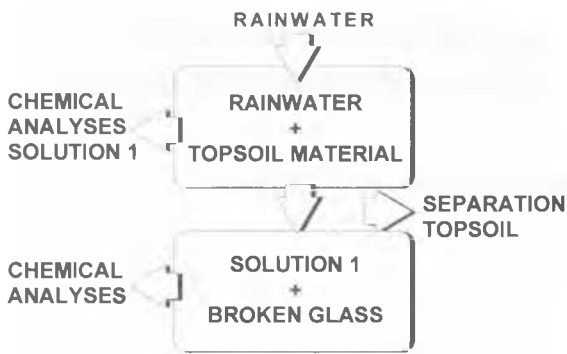 RAINWATER
RAINWATER
+
TOPSOIL MATERIAL
CHEMICAL
ANALYSES
SOLUTION 1
SEPARATION
TOPSOIL
SOLUTION 1
+
BROKEN GLASS
CHEMICAL
ANALYSES